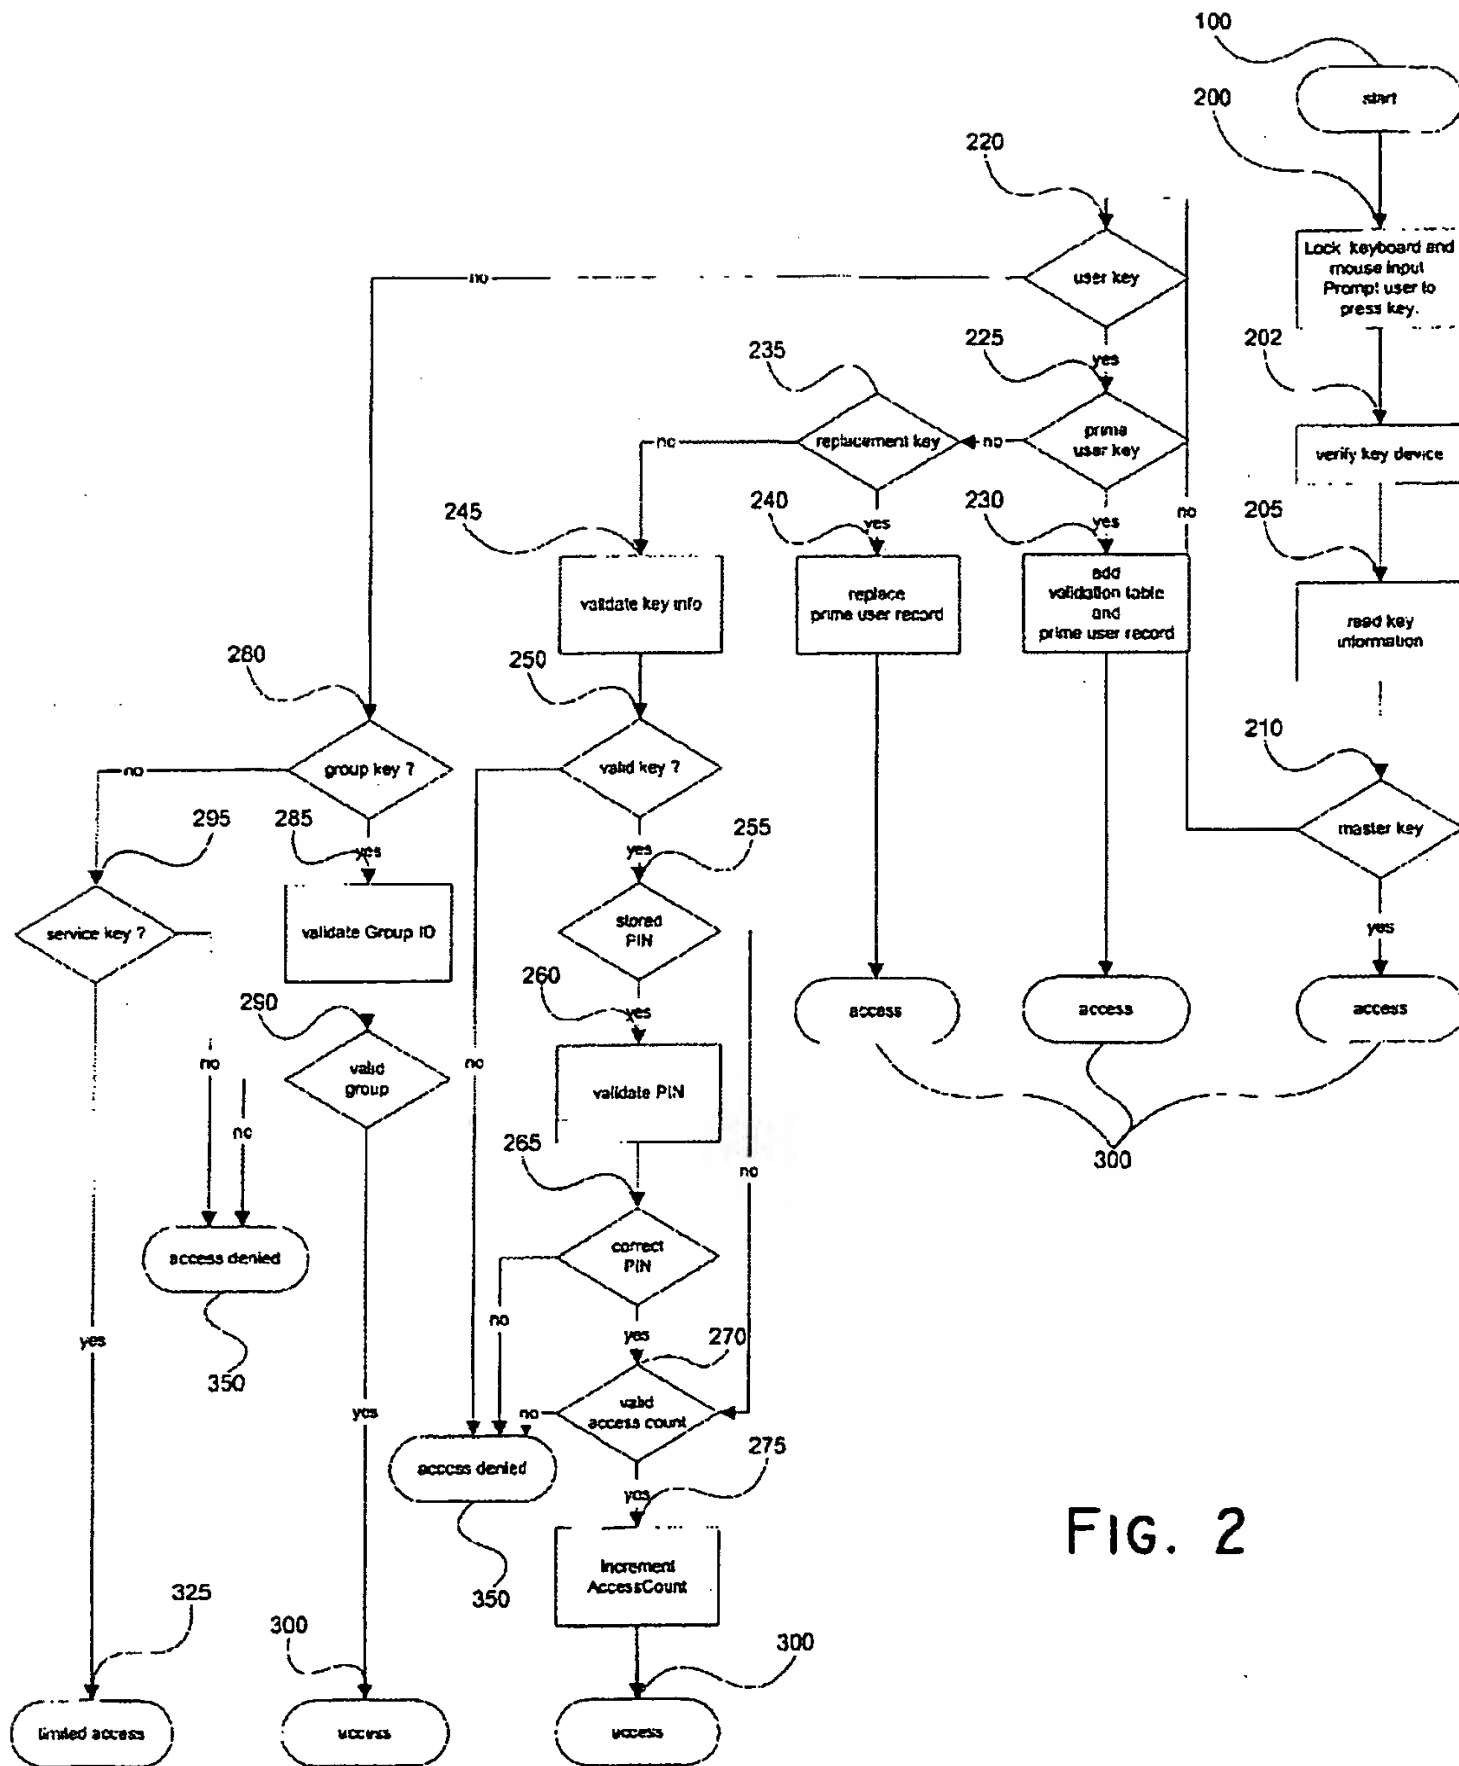 100
start
200
220
Lock keyboard and
mouse input
Prompt user to
press key.
no
user key
202
235
225
yes
replacement key
no
prime
user key
no
verify key device
245
240
yes
230
yes
no
205
validate key info
replace
prime user record
add
validation table
and
prime user record
read key
information
280
250
210
group key ?
no
valid key ?
master key
295
285
yes
yes
255
service key ?
validate Group ID
stored
PIN
yes
260
yes
290
access
access
access
no
valid
group
no
no
validate PIN
265
no
300
access denied
correct
PIN
yes
no
yes
270
350
yes
no
valid
access count
275
access denied
yes
350
Increment
AccessCount
FIG. 2
325
300
300
limited access
access
access